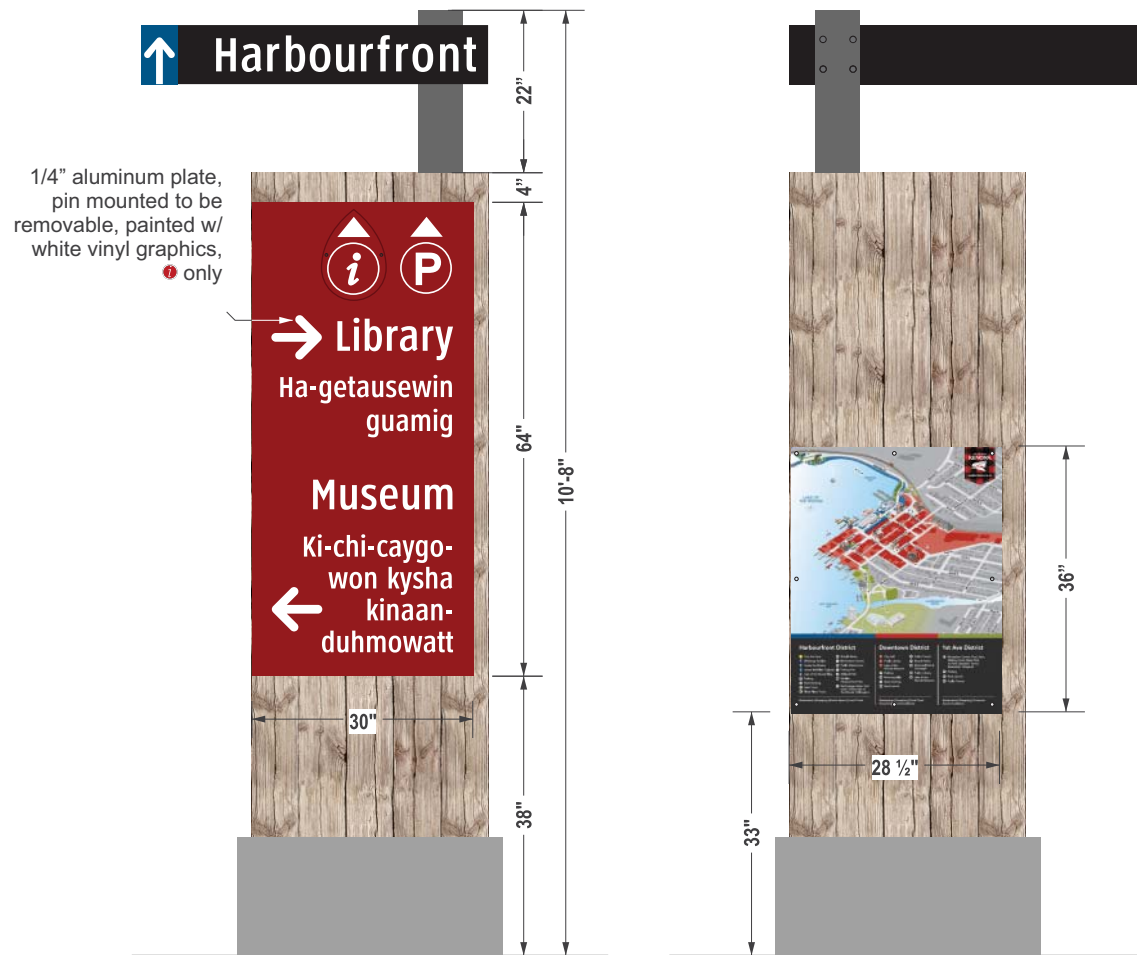 Harbourfront
22"
1/4” aluminum plate,
pin mounted to be
removable, painted w/
white vinyl graphics,
i only
4"
i P
Library
Ha-getausewin
guamig
64"
10'-8"
Museum
Ki-chi-caygo-
won kysha
kinaan-
duhmowatt
30"
38"
36”
Harbourfront District
Downtown District
1st Ave District
28 ½"
33"